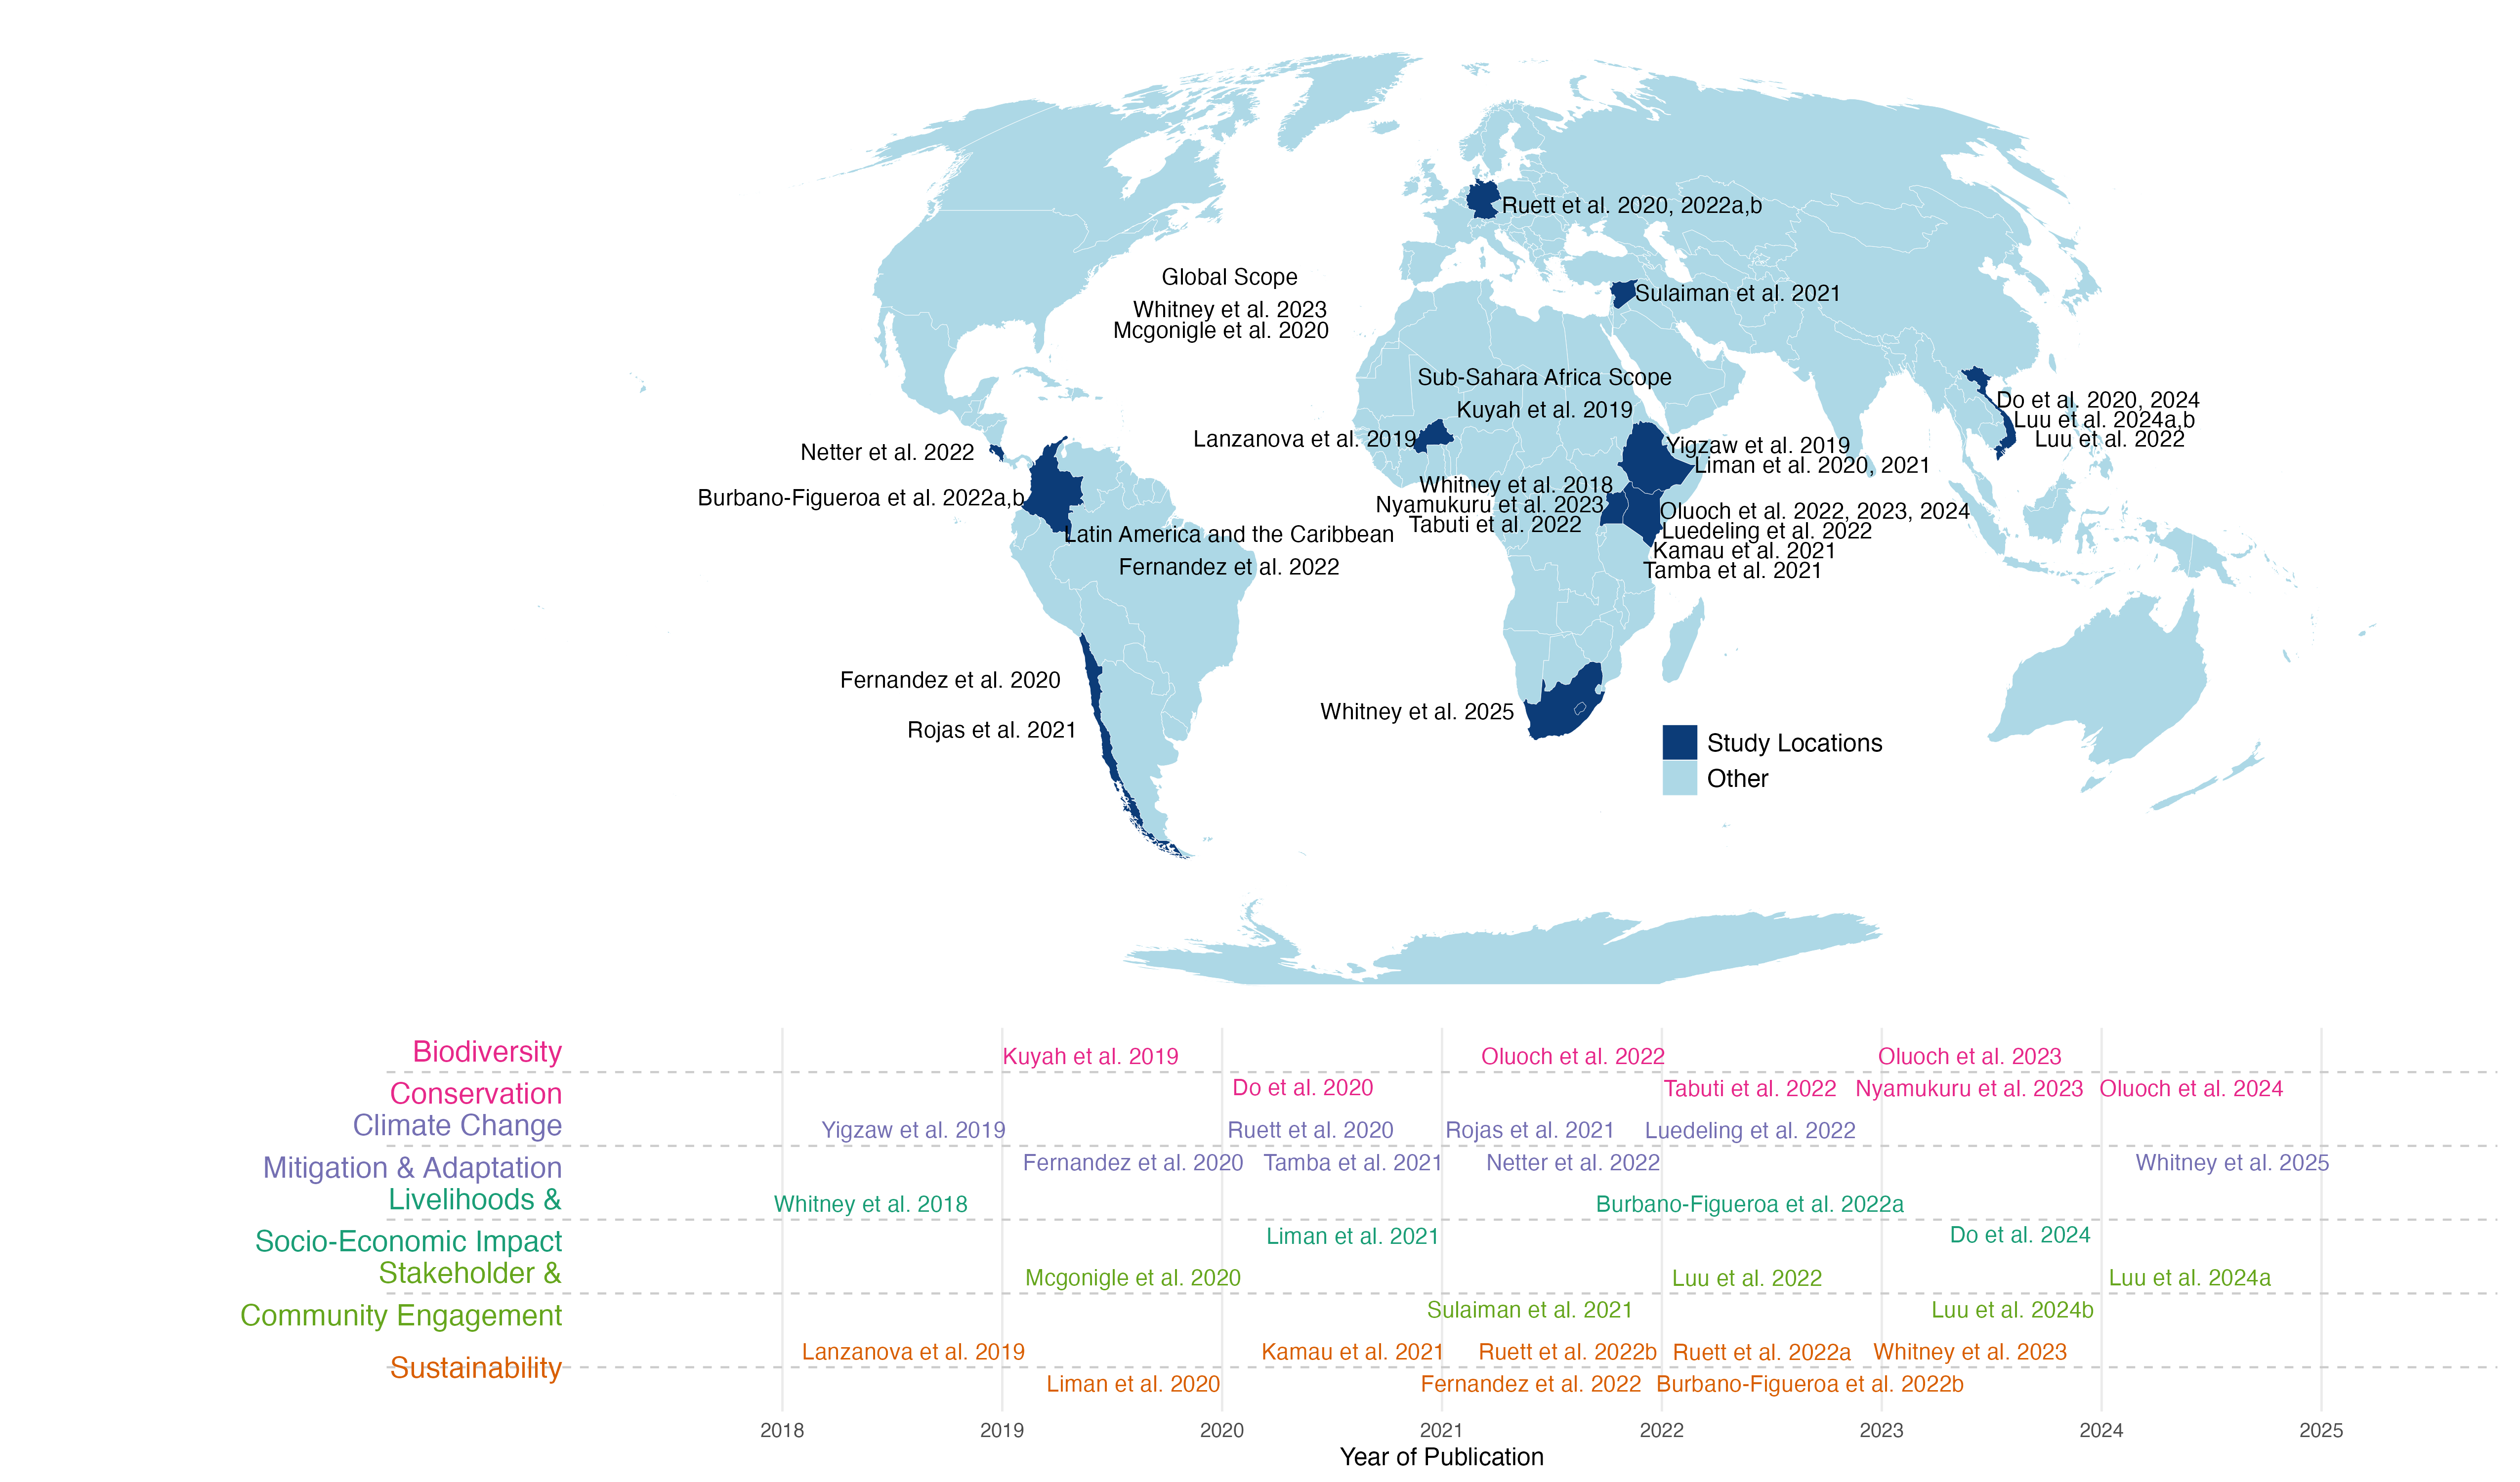 Ruett et al. 2020, 2022a,b
Global Scope
Whitney et al. 2023
Mcgonigle et al. 2020
Sulaiman et al. 2021
Sub-Sahara Africa Scope
Kuyah et al. 2019
Lanzanova et al. 2019
Do et al. 2020, 2024
Luu et al. 2024a,b
Luu et al. 2022
Netter et al. 2022
Yigzaw et al. 2019
Liman et al. 2020, 2021
Burbano-Figueroa et al. 2022a,b
Whitney et al. 2018
Nyamukuru et al. 2023
Tabuti et al. 2022
Oluoch et al. 2022, 2023, 2024
Luedeling et al. 2022
Kamau et al. 2021
Tamba et al. 2021
Latin America and the Caribbean
Fernandez et al. 2022
Fernandez et al. 2020
Rojas et al. 2021
Whitney et al. 2025
Study Locations
Other
Biodiversity
Conservation
Kuyah et al. 2019 Oluoch et al. 2022 Oluoch et al. 2023
Do et al. 2020 Tabuti et al. 2022 Nyamukuru et al. 2023 Oluoch et al. 2024
Climate Change
Mitigation & Adaptation
Yigzaw et al. 2019 Ruett et al. 2020 Rojas et al. 2021 Luedeling et al. 2022
Fernandez et al. 2020 Tamba et al. 2021 Netter et al. 2022 Whitney et al. 2025
Livelihoods &
Socio-Economic Impact
Whitney et al. 2018 Burbano-Figueroa et al. 2022a
Liman et al. 2021 Do et al. 2024
Stakeholder &
Community Engagement
Mcgonigle et al. 2020 Luu et al. 2022 Luu et al. 2024a
Sulaiman et al. 2021 Luu et al. 2024b
Sustainability
Lanzanova et al. 2019 Kamau et al. 2021 Ruett et al. 2022b Ruett et al. 2022a Whitney et al. 2023
Liman et al. 2020 Fernandez et al. 2022 Burbano-Figueroa et al. 2022b
2018 2019 2020 2021 2022 2023 2024 2025
Year of Publication